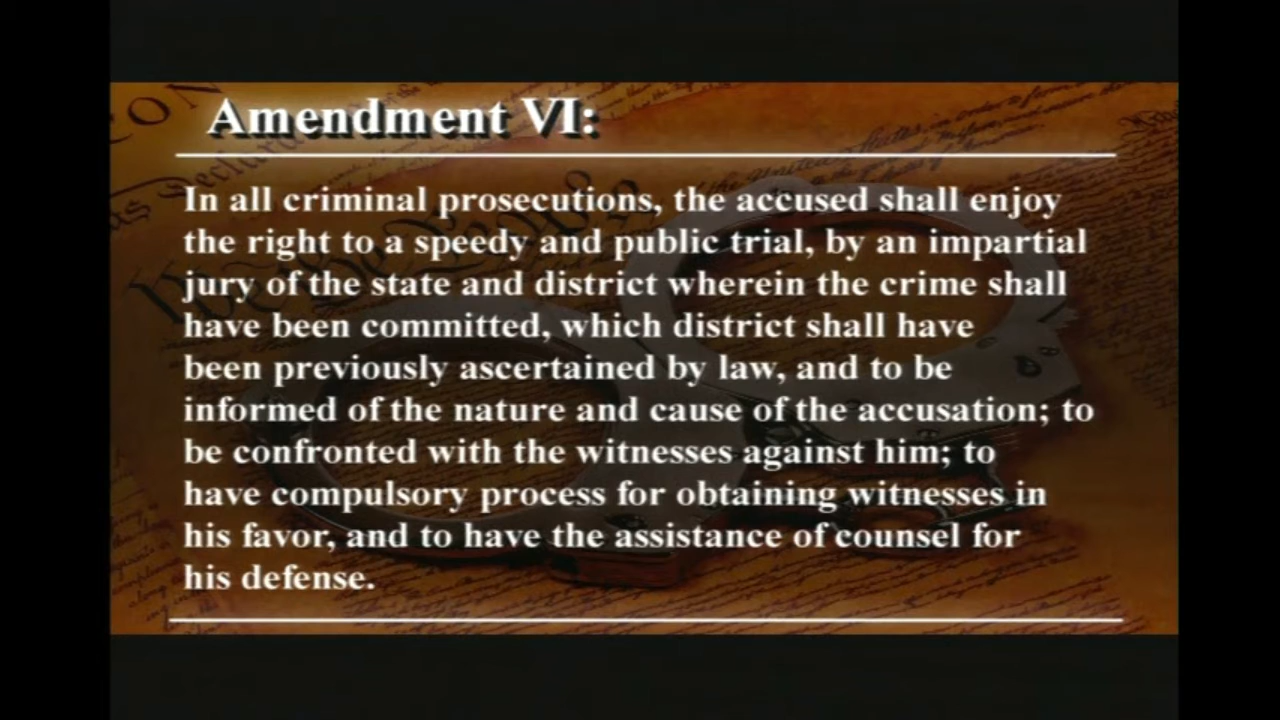 Amendment VI:
In all criminal prosecutions, the accused shall enjoy
the right to a speedy and public trial, by an impartial
jury of the state and district wherein the crime shall
have been committed, which district shall have
been previously ascertained by law, and to be
informed of the nature and cause of the accusation; to
be confronted with the witnesses against him; to
have compulsory process for obtaining witnesses in
his favor, and to have the assistance of counsel for
his defense.